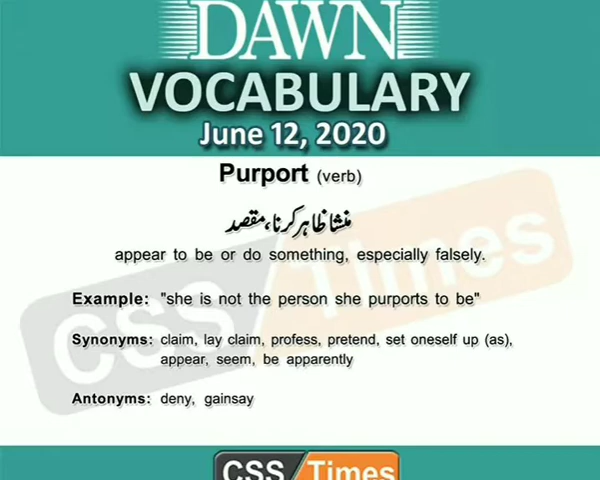 DAWN
VOCABULARY
June 12, 2020
Purport (verb)
منشا ظاہر کرنا، مقصد
appear to be or do something, especially falsely.
Example: "she is not the person she purports to be"
Synonyms: claim, lay claim, profess, pretend, set oneself up (as),
appear, seem, be apparently
Antonyms: deny, gainsay
CSS Times
CSS Times